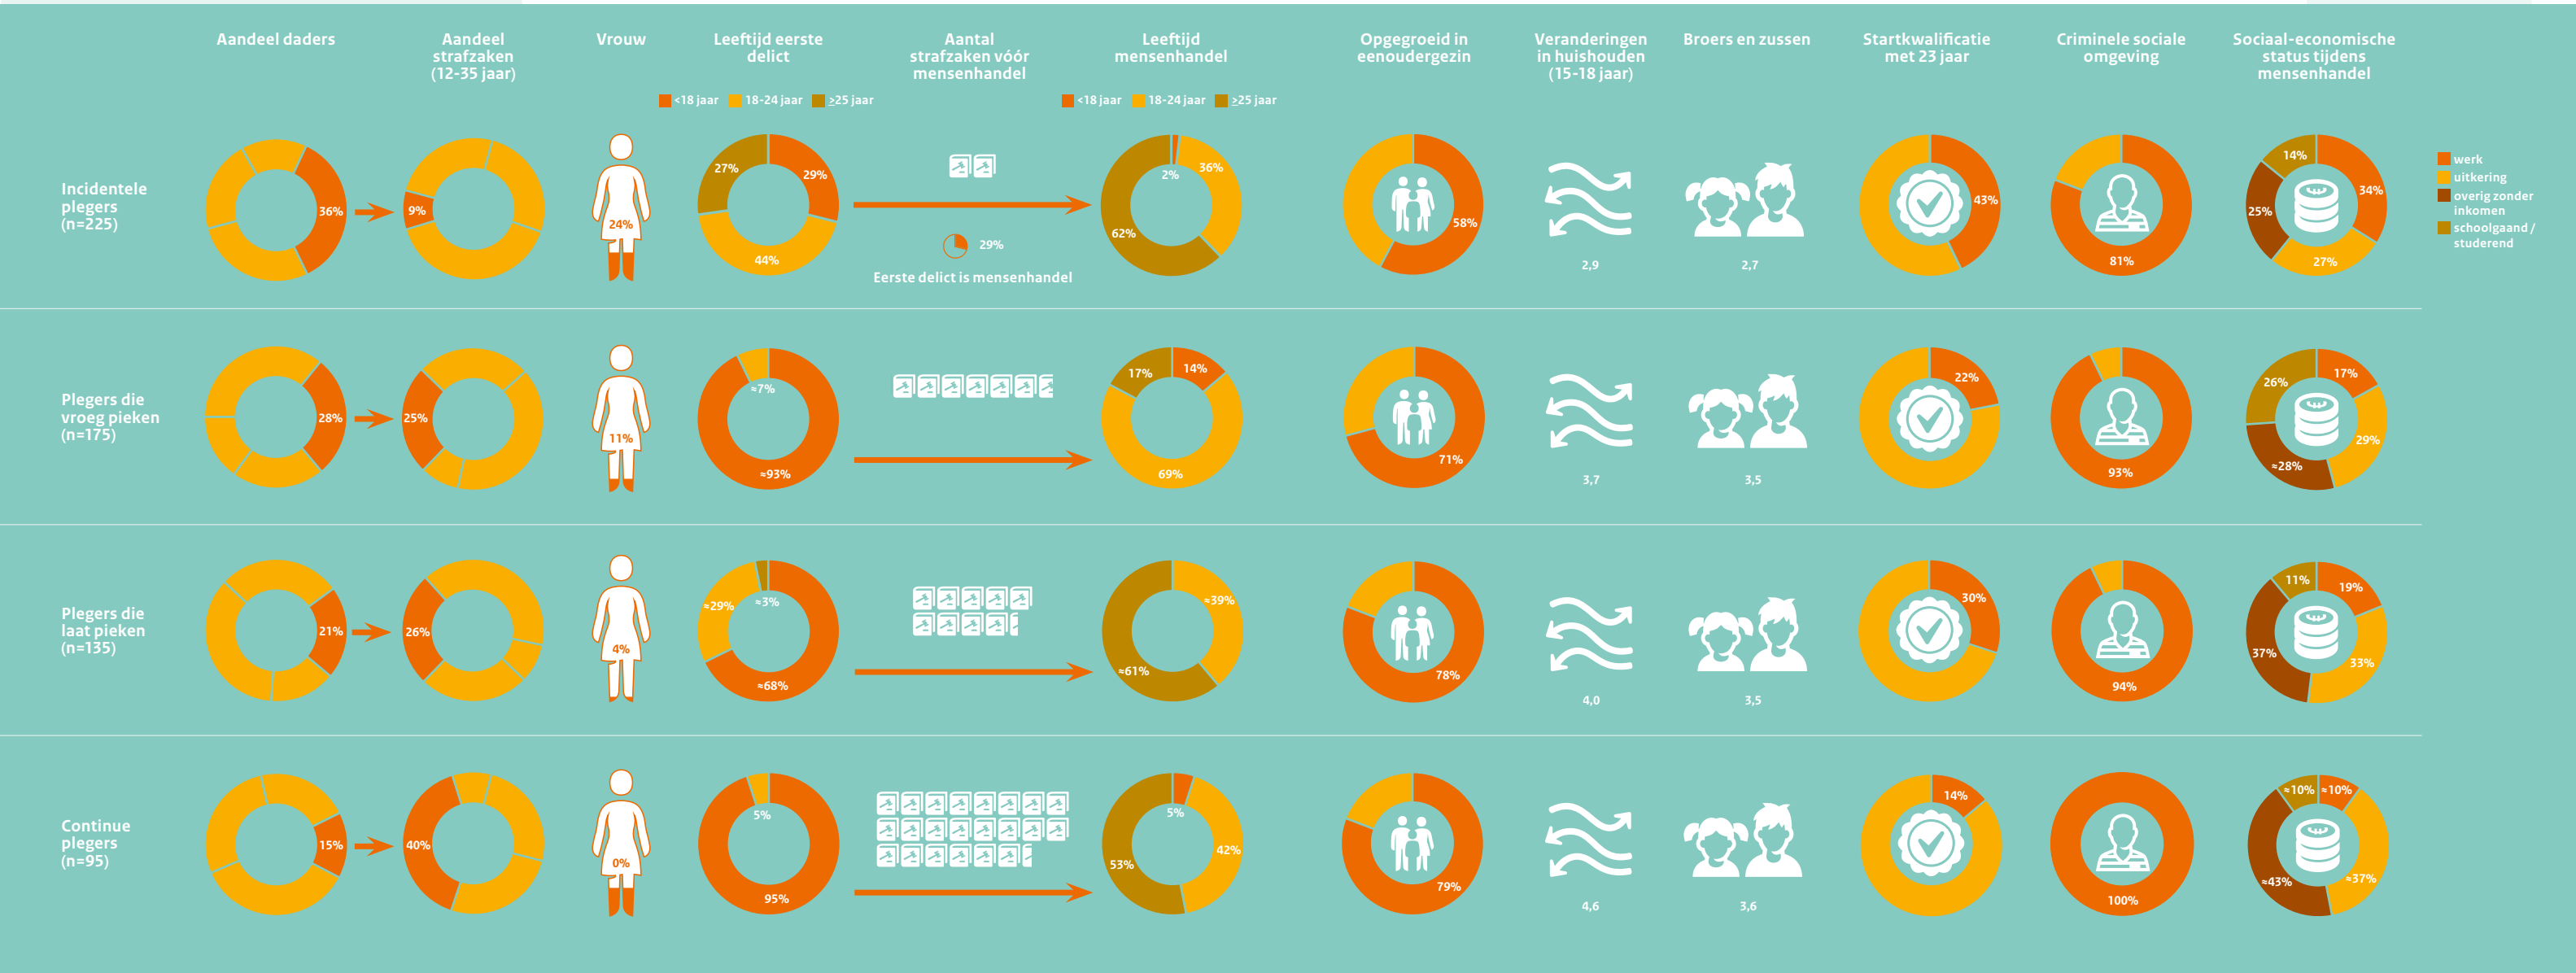 Aandeel daders
Aandeel
strafzaken
(12-35 jaar)
Vrouw
Leeftijd eerste
delict
<18 jaar
18-24 jaar
≥25 jaar
Aantal
strafzaken vóór
mensenhandel
Leeftijd
mensenhandel
<18 jaar
18-24 jaar
≥25 jaar
Opgegroeid in
eenoudergezin
Veranderingen
in huishouden
(15-18 jaar)
Broers en zussen
Startkwalificatie
met 23 jaar
Criminele sociale
omgeving
Sociaal-economische
status tijdens
mensenhandel
werk
uitkering
overig zonder
inkomen
schoolgaand /
studerend
Incidentele
plegers
(n=225)
36%
9%
24%
27%
29%
44%
29%
Eerste delict is mensenhandel
2%
36%
62%
58%
2,9
2,7
43%
81%
14%
34%
25%
27%
Plegers die
vroeg pieken
(n=175)
28%
25%
11%
≈7%
≈93%
17%
14%
69%
71%
3,7
3,5
22%
93%
26%
17%
29%
≈28%
Plegers die
laat pieken
(n=135)
21%
26%
4%
≈29%
≈3%
≈68%
≈39%
≈61%
78%
4,0
3,5
30%
94%
11%
19%
37%
33%
Continue
plegers
(n=95)
15%
40%
0%
5%
95%
5%
53%
42%
79%
4,6
3,6
14%
100%
≈10%
≈10%
≈43%
≈37%